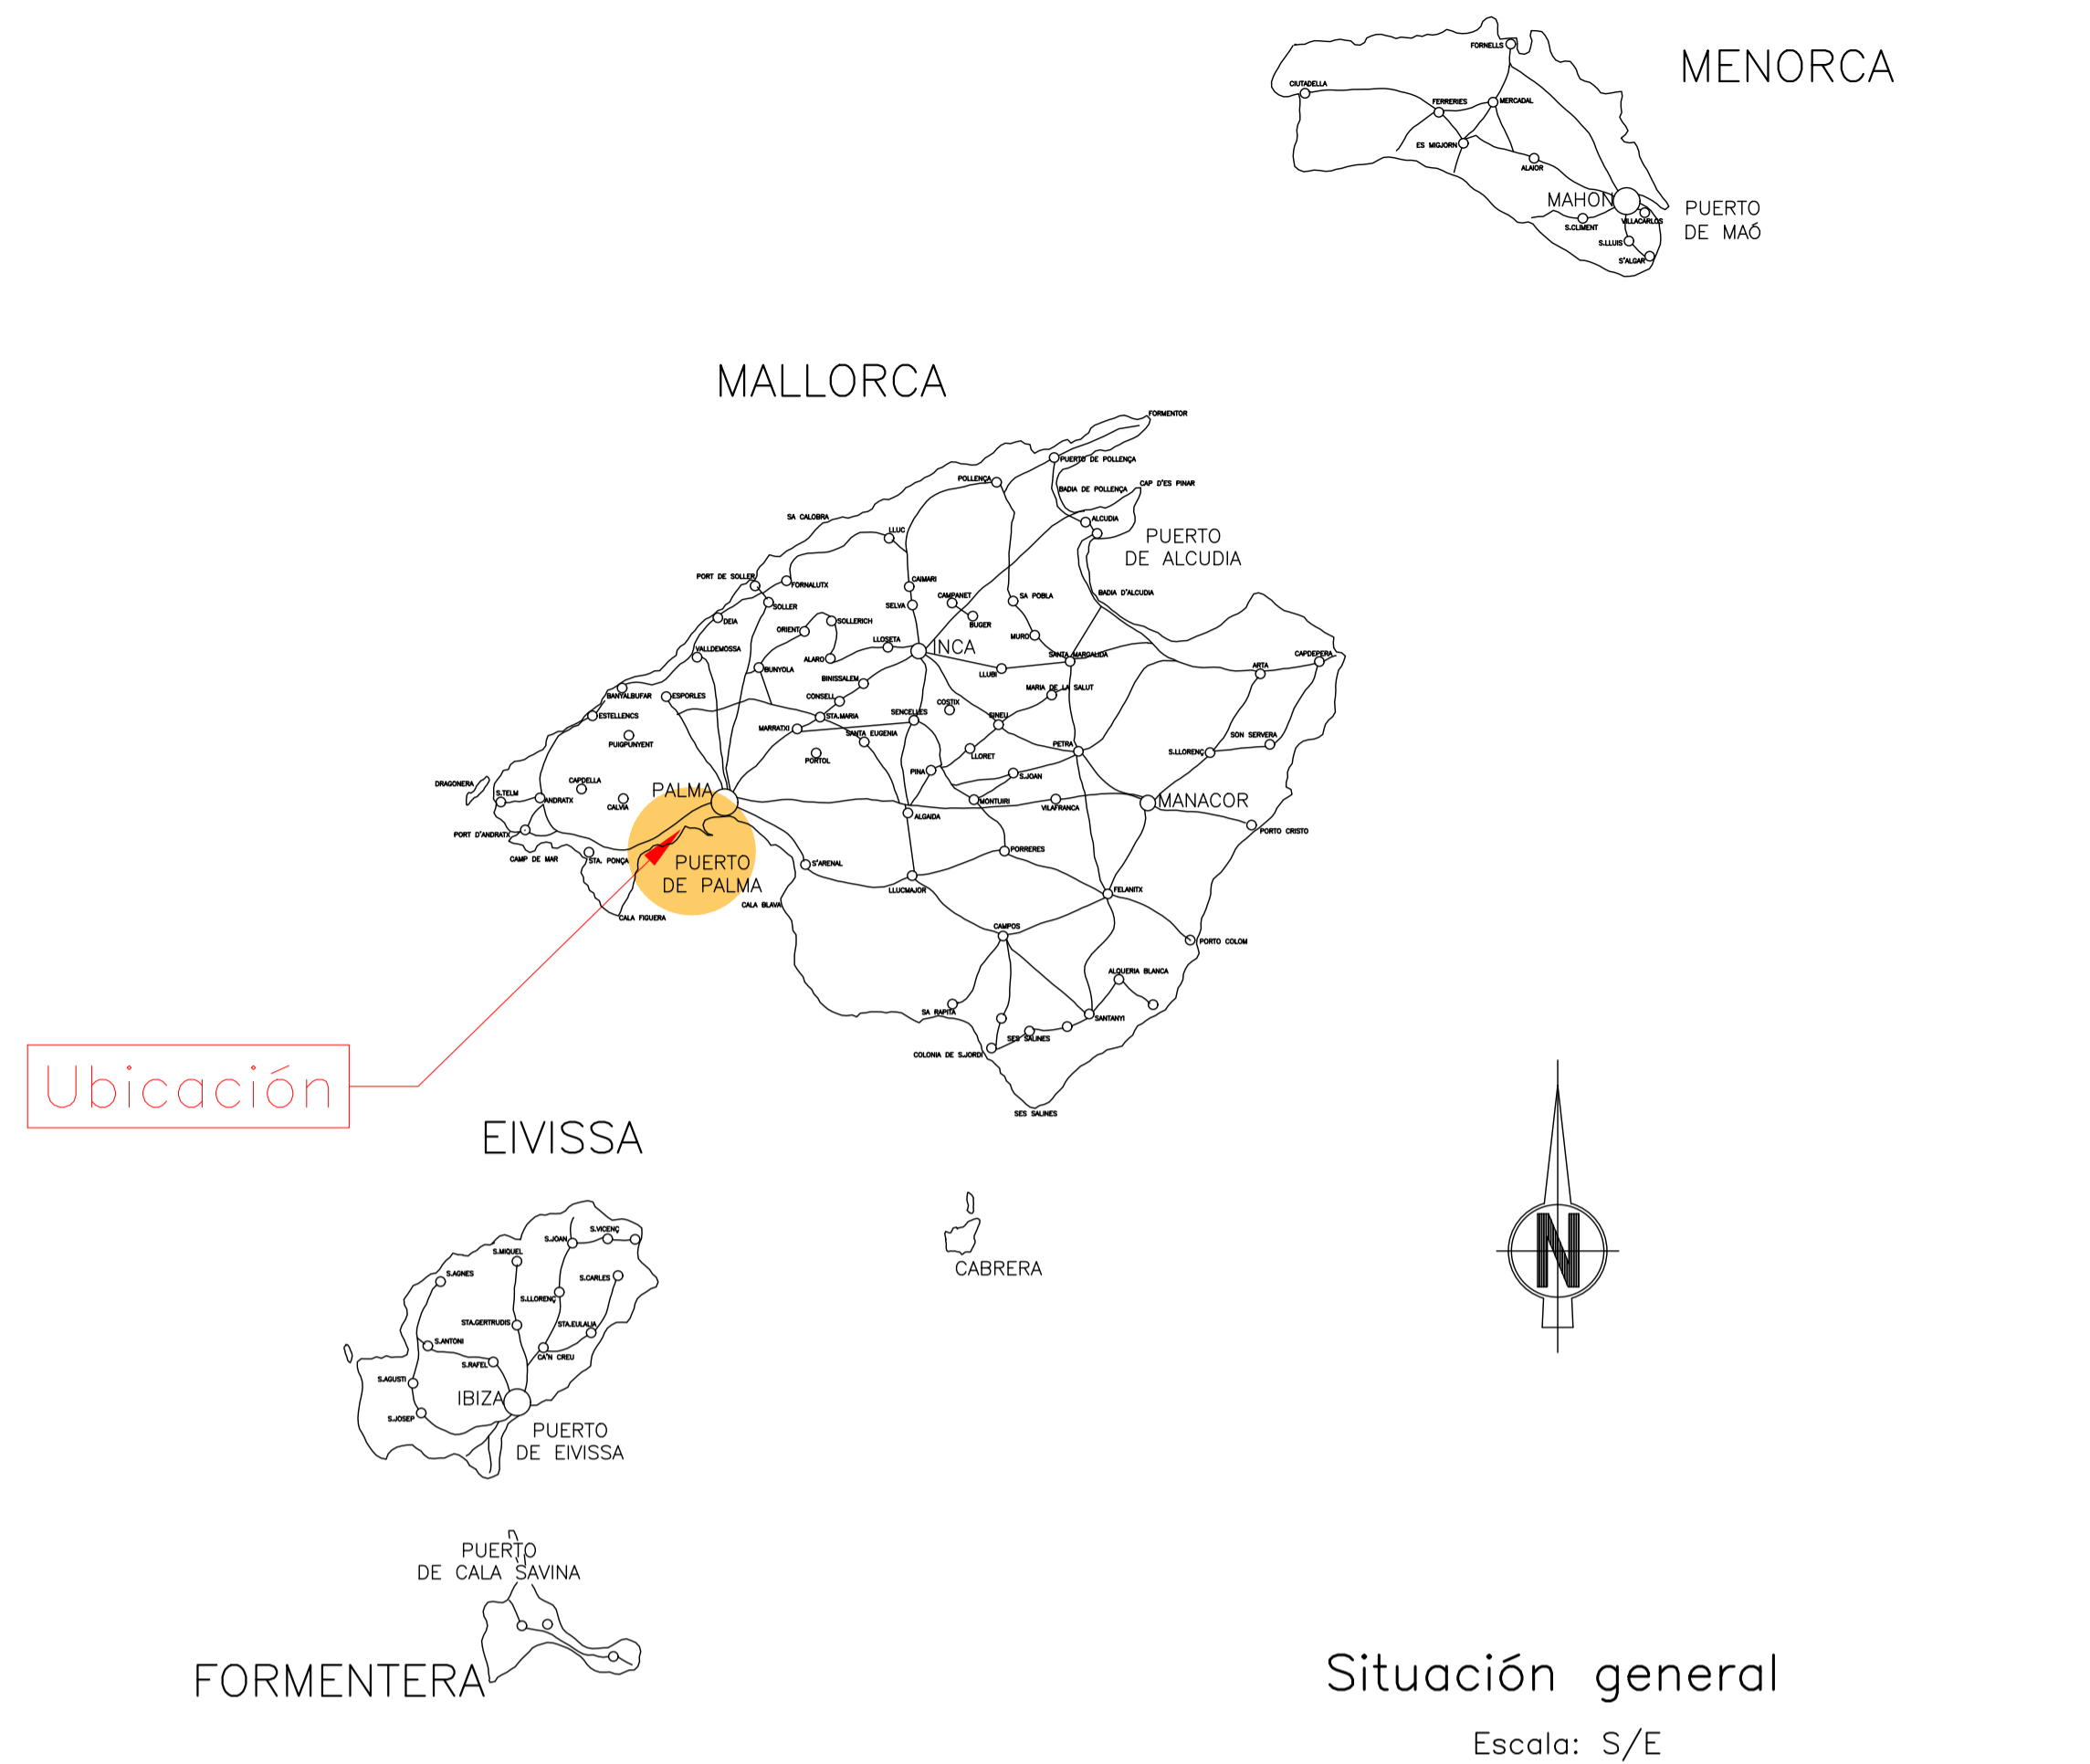 MENORCA
FORNELLS
CIUTADELLA
FERRERIES
MERCADAL
ES MIGJORN
ALAIOR
MAHON
PUERTO
DE MAÓ
VILLACARLOS
S.CLIMENT
S.LLUIS
S'ALGAR
MALLORCA
FORMENTOR
PUERTO DE POLLENÇA
POLLENÇA
BADIA DE POLLENÇA
CAP D'ES PINAR
SA CALOBRA
ALCUDIA
LLUC
PUERTO
DE ALCUDIA
PORT DE SOLLER
FORNALUTX
CAIMARI
CAMPANET
SA POBLA
BADIA D'ALCUDIA
SOLLER
SELVA
DEIA
ORIENT
SOLLERICH
BUGER
MURO
LLOSETA
INCA
VALLDEMOSSA
ALARO
SANTA MARGALIDA
CAPDEPERA
BUNYOLA
LLUBI
ARTA
BINISSALEM
MARIA DE LA SALUT
BANYALBUFAR
ESPORLES
CONSELL
COSTIX
ESTELLENCS
STA.MARIA
SENCELLES
SINEU
MARRATXI
SANTA EUGENIA
SON SERVERA
PUIGPUNYENT
PETRA
S.LLORENÇ
PORTOL
LLORET
PINA
S.JOAN
DRAGONERA
CAPDELLA
PALMA
S.TELM
ANDRATX
CALVIA
MONTUIRI
VILAFRANCA
MANACOR
ALGAIDA
PORT D'ANDRATX
PORTO CRISTO
CAMP DE MAR
STA. PONÇA
PUERTO
DE PALMA
S'ARENAL
PORRERES
LLUCMAJOR
FELANITX
CALA BLAVA
CALA FIGUERA
CAMPOS
PORTO COLOM
ALQUERIA BLANCA
SA RAPITA
SANTANYI
SES SALINES
COLONIA DE S.JORDI
SES SALINES
Ubicación
EIVISSA
S.VICENÇ
S.JOAN
S.MIQUEL
S.AGNES
S.CARLES
S.LLORENÇ
STA.GERTRUDIS
STA.EULALIA
S.ANTONI
CA'N CREU
S.RAFEL
S.AGUSTI
IBIZA
S.JOSEP
PUERTO
DE EIVISSA
CABRERA
N
PUERTO
DE CALA SAVINA
FORMENTERA
Situación general
Escala: S/E